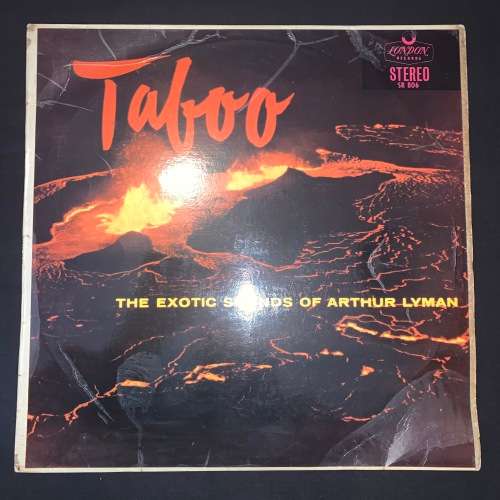 LONDON
RECORDS
STEREO
SR 806
Taboo
THE EXOTIC SOUNDS OF ARTHUR LYMAN